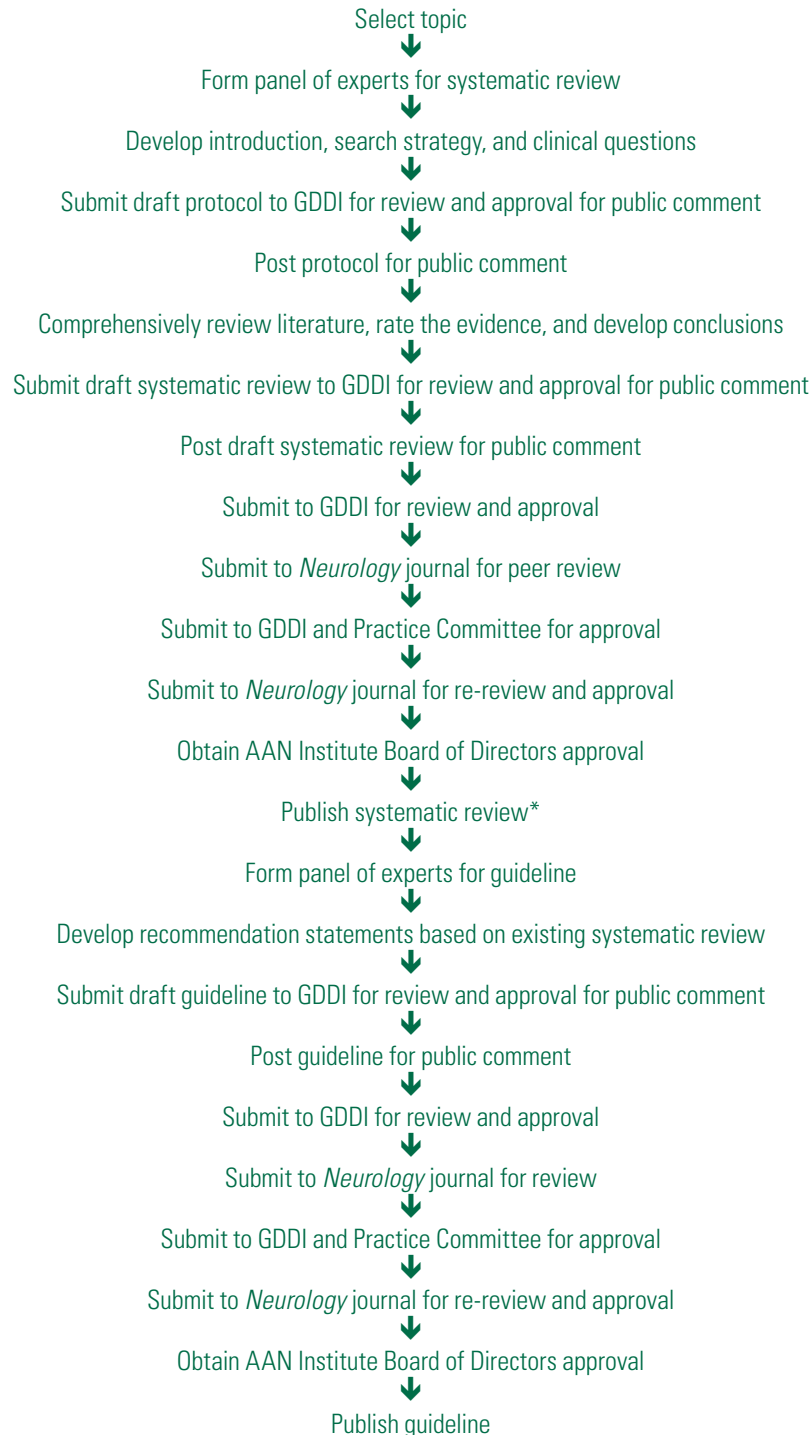 Select topic
Form panel of experts for systematic review
Develop introduction, search strategy, and clinical questions
Submit draft protocol to GDDI for review and approval for public comment
Post protocol for public comment
Comprehensively review literature, rate the evidence, and develop conclusions
Submit draft systematic review to GDDI for review and approval for public comment
Post draft systematic review for public comment
Submit to GDDI for review and approval
Submit to Neurology journal for peer review
Submit to GDDI and Practice Committee for approval
Submit to Neurology journal for re-review and approval
Obtain AAN Institute Board of Directors approval
Publish systematic review*
Form panel of experts for guideline
Develop recommendation statements based on existing systematic review
Submit draft guideline to GDDI for review and approval for public comment
Post guideline for public comment
Submit to GDDI for review and approval
Submit to Neurology journal for review
Submit to GDDI and Practice Committee for approval
Submit to Neurology journal for re-review and approval
Obtain AAN Institute Board of Directors approval
Publish guideline